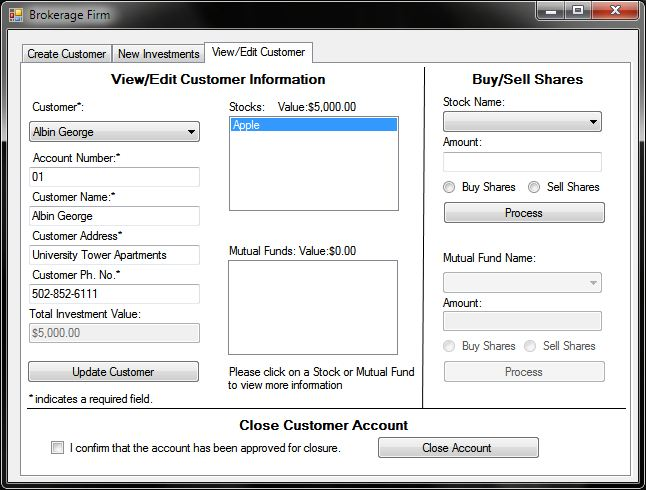 Brokerage Firm
Create Customer
New Investments
View/Edit Customer
View/Edit Customer Information
Customer*:
Albin George
Account Number:*
01
Customer Name:*
Albin George
Customer Address*
University Tower Apartments
Customer Ph. No.*
502-852-6111
Total Investment Value:
$5,000.00
Update Customer
* indicates a required field.
Stocks: Value:$5,000.00
Apple
Mutual Funds: Value:$0.00
Please click on a Stock or Mutual Fund
to view more information
Buy/Sell Shares
Stock Name:
Amount:
Buy Shares
Sell Shares
Process
Mutual Fund Name:
Amount:
Buy Shares
Sell Shares
Process
Close Customer Account
I confirm that the account has been approved for closure.
Close Account